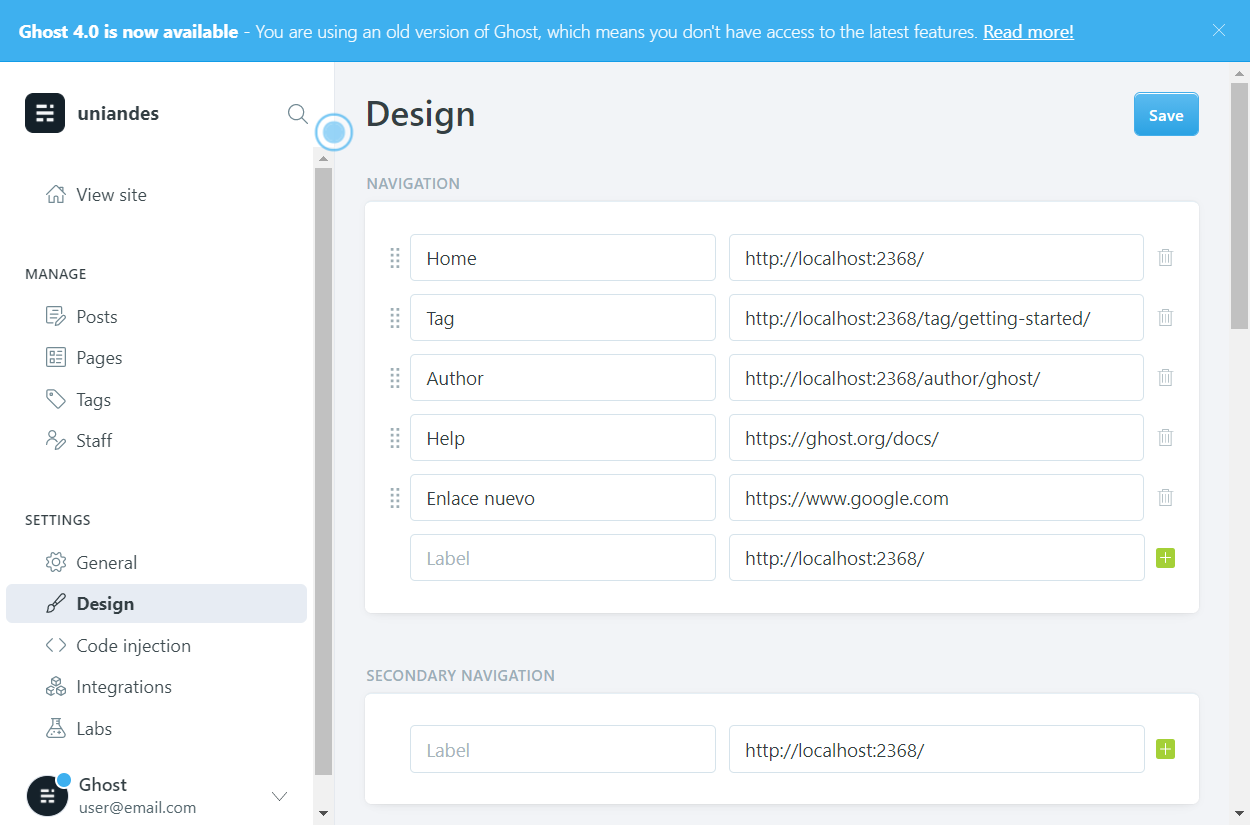 Ghost 4.0 is now available - You are using an old version of Ghost, which means you don't have access to the latest features. Read more!
uniandes
View site
MANAGE
Posts
Pages
Tags
Staff
SETTINGS
General
Design
Code injection
Integrations
Labs
Ghost
user@email.com
Design
Save
NAVIGATION
Home http://localhost:2368/
Tag http://localhost:2368/tag/getting-started/
Author http://localhost:2368/author/ghost/
Help https://ghost.org/docs/
Enlace nuevo https://www.google.com
Label http://localhost:2368/
SECONDARY NAVIGATION
Label http://localhost:2368/